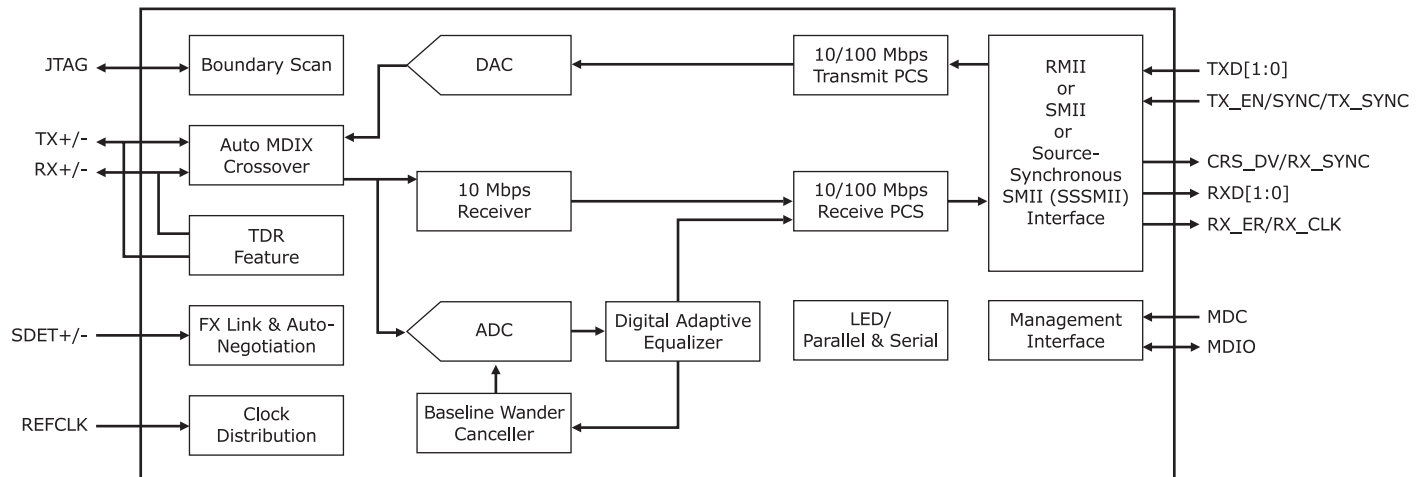 JTAG
Boundary Scan
DAC
10/100 Mbps
Transmit PCS
RMII
or
SMII
or
Source-
Synchronous
SMII (SSSMII)
Interface
TXD[1:0]
TX_EN/SYNC/TX_SYNC
CRS_DV/RX_SYNC
RXD[1:0]
RX_ER/RX_CLK
TX+/-
RX+/-
Auto MDIX
Crossover
10 Mbps
Receiver
10/100 Mbps
Receive PCS
TDR
Feature
SDET+/-
FX Link & Auto-
Negotiation
ADC
Digital Adaptive
Equalizer
LED/
Parallel & Serial
Management
Interface
MDC
MDIO
REFCLK
Clock
Distribution
Baseline Wander
Canceller